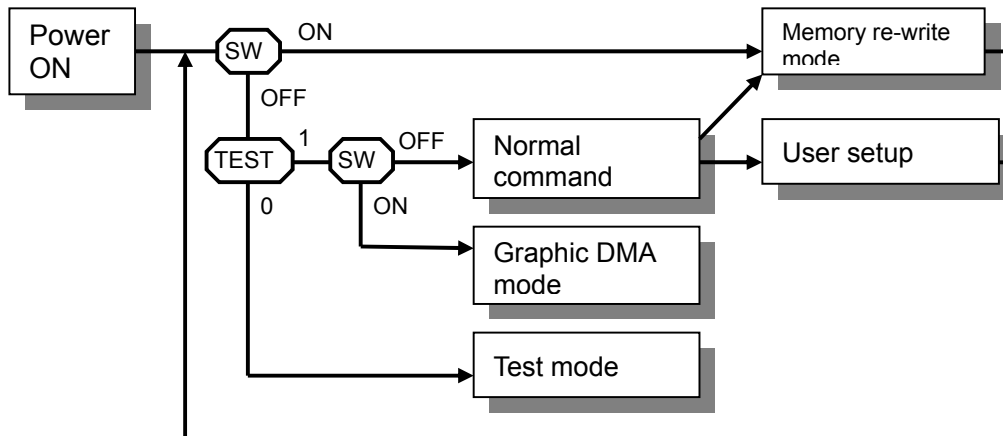 Power
ON
SW
ON
Memory re-write
mode
OFF
TEST
1
SW
OFF
Normal
command
User setup
0
ON
Graphic DMA
mode
Test mode